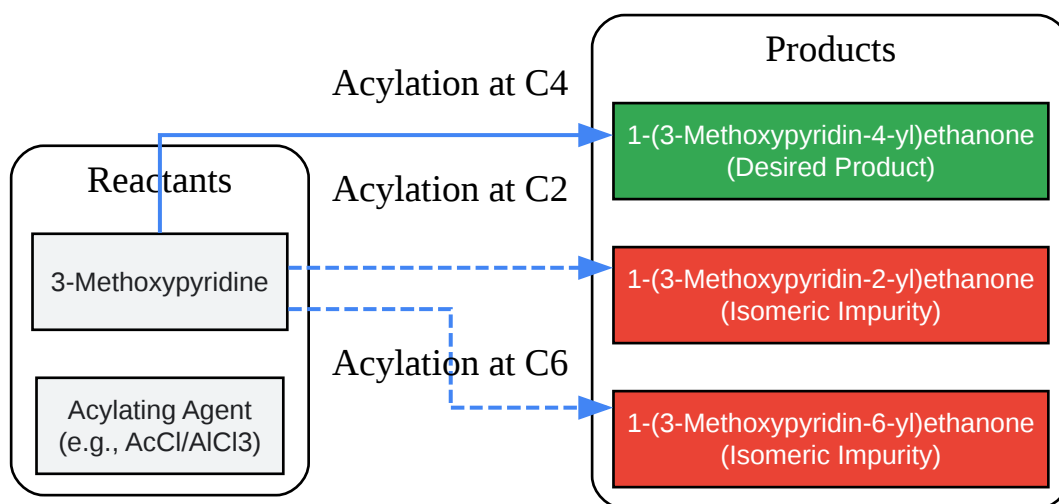 Products
Acylation at C4
1-(3-Methoxypyridin-4-yl)ethanone
(Desired Product)
Reactants
Acylation at C2
3-Methoxypyridine
1-(3-Methoxypyridin-2-yl)ethanone
(Isomeric Impurity)
Acylation at C6
Acylating Agent
(e.g., AcCl/AlCl3)
1-(3-Methoxypyridin-6-yl)ethanone
(Isomeric Impurity)